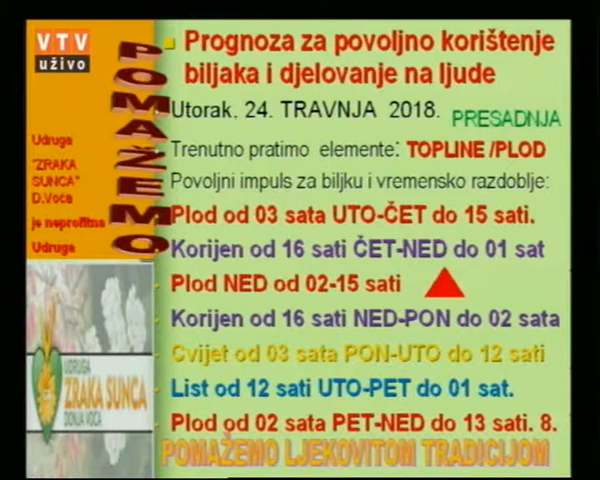 VTV
uživo
POMAŽEMO
Udruga
"ZRAKA
SUNCA"
D.Voca
je neprofitna
Udruga
UDRUGA
ZRAKA SUNCA
DONJA VOĆA
Prognoza za povoljno korištenje
biljaka i djelovanje na ljude
Utorak, 24. TRAVNJA 2018.
PRESADNJA
Trenutno pratimo elemente: TOPLINE /PLOD
Povoljni impuls za biljku i vremensko razdoblje:
Plod od 03 sata UTO-ČET do 15 sati.
Korijen od 16 sati ČET-NED do 01 sat
Plod NED od 02-15 sati
Korijen od 16 sati NED-PON do 02 sata
Cvijet od 03 sata PON-UTO do 12 sati
List od 12 sati UTO-PET do 01 sat.
Plod od 02 sata PET-NED do 13 sati. 8.
POMAŽEMO LJEKOVITOM TRADICIJOM